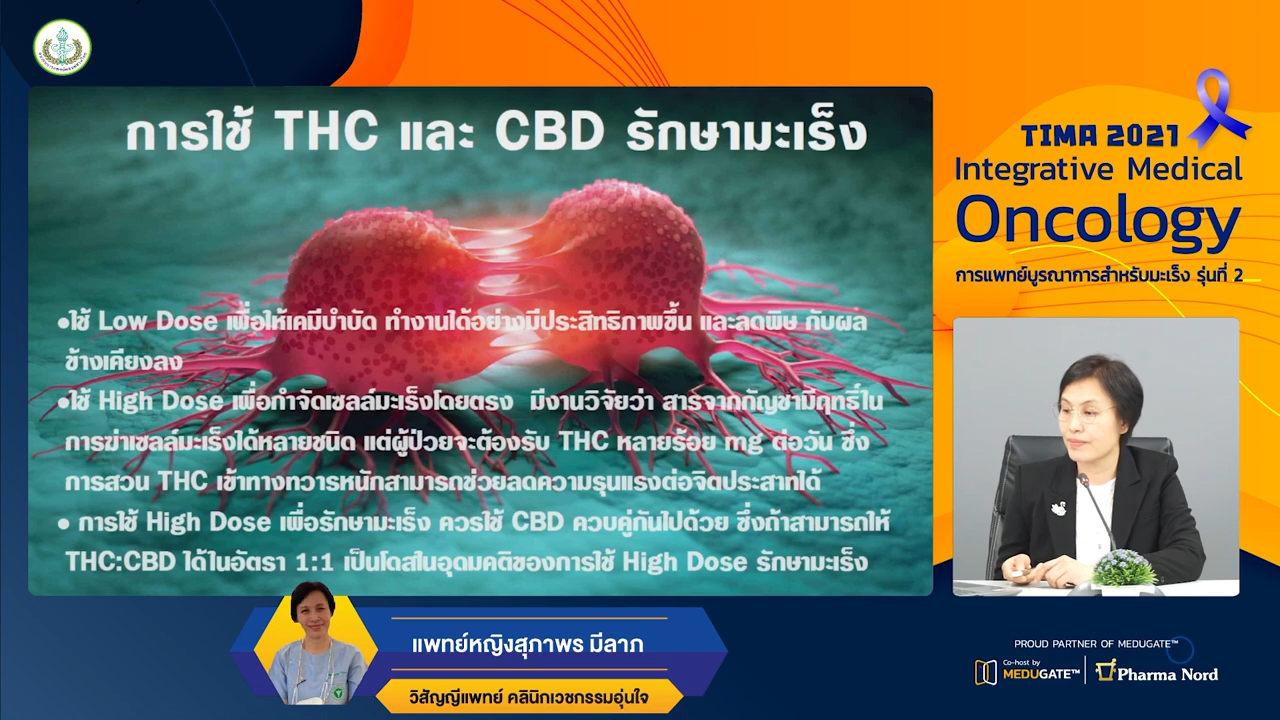 การใช้ THC และ CBD รักษามะเร็ง
●ใช้ Low Dose เพื่อให้เคมีบำบัด ทำงานได้อย่างมีประสิทธิภาพขึ้น และลดพิษ กับผล
ข้างเคียงลง
●ใช้ High Dose เพื่อกำจัดเซลล์มะเร็งโดยตรง มีงานวิจัยว่า สารจากกัญชามีฤทธิ์ใน
การฆ่าเซลล์มะเร็งได้หลายชนิด แต่ผู้ป่วยจะต้องรับ THC หลายร้อย mg ต่อวัน ซึ่ง
การสวน THC เข้าทางทวารหนักสามารถช่วยลดความรุนแรงต่อจิตประสาทได้
● การใช้ High Dose เพื่อรักษามะเร็ง ควรใช้ CBD ควบคู่กันไปด้วย ซึ่งถ้าสามารถให้
THC:CBD ได้ในอัตรา 1:1 เป็นโดสในอุดมคติของการใช้ High Dose รักษามะเร็ง
TIMA 2021
Integrative Medical
Oncology
การแพทย์บูรณาการสำหรับมะเร็ง รุ่นที่ 2
แพทย์หญิงสุภาพร มีลาภ
วิสัญญีแพทย์ คลินิกเวชกรรมอุ่นใจ
PROUD PARTNER OF MEDUGATE™
Co-host by
MEDUGATE™
Pharma Nord